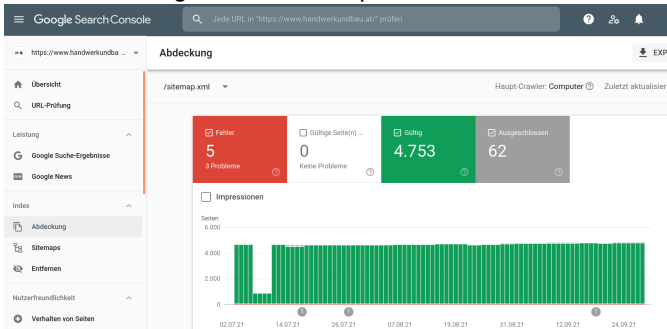 Google Search Console
Jede URL in "https://www.handwerkundbau.at/" prüfen
https://www.handwerkundba ...
Abdeckung
EXP
Übersicht
/sitemap.xml
Haupt-Crawler: Computer
Zuletzt aktualisier
URL-Prüfung
Leistung
Google Suche-Ergebnisse
Google News
Index
Abdeckung
Sitemaps
Entfernen
Nutzerfreundlichkeit
Verhalten von Seiten
Fehler
5
3 Probleme
Gültige Seite(n) ...
0
Keine Probleme
Gültig
4.753
Ausgeschlossen
62
Impressionen
Seiten
6.000
4.000
2.000
0
1
1
1
02.07.21
14.07.21
26.07.21
07.08.21
19.08.21
31.08.21
12.09.21
24.09.21